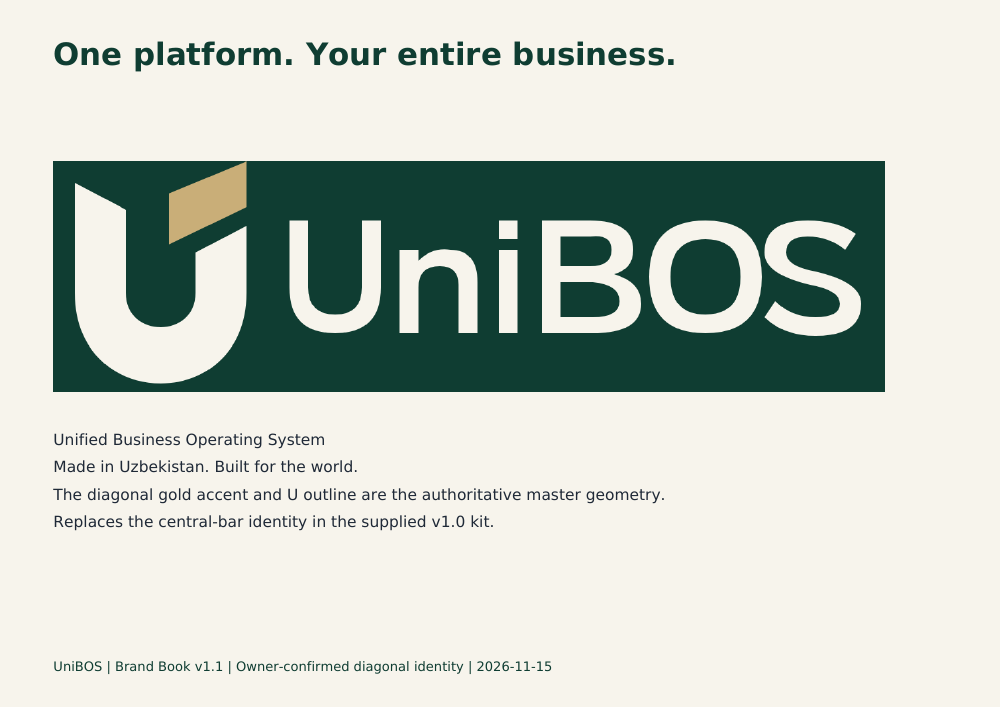 One platform. Your entire business.
UniBOS
Unified Business Operating System
Made in Uzbekistan. Built for the world.
The diagonal gold accent and U outline are the authoritative master geometry.
Replaces the central-bar identity in the supplied v1.0 kit.
UniBOS | Brand Book v1.1 | Owner-confirmed diagonal identity | 2026-11-15